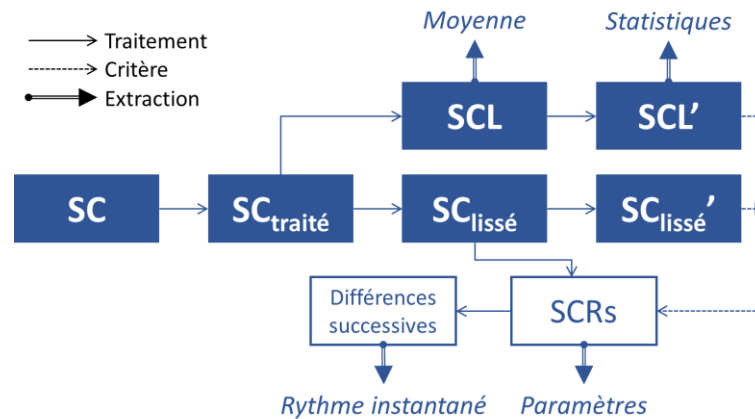 Moyenne
Statistiques
Traitement
Critère
Extraction
SCL
SCL’
SC
SCtraité
SClissé
SClissé’
Différences
successives
SCRs
Rythme instantané
Paramètres